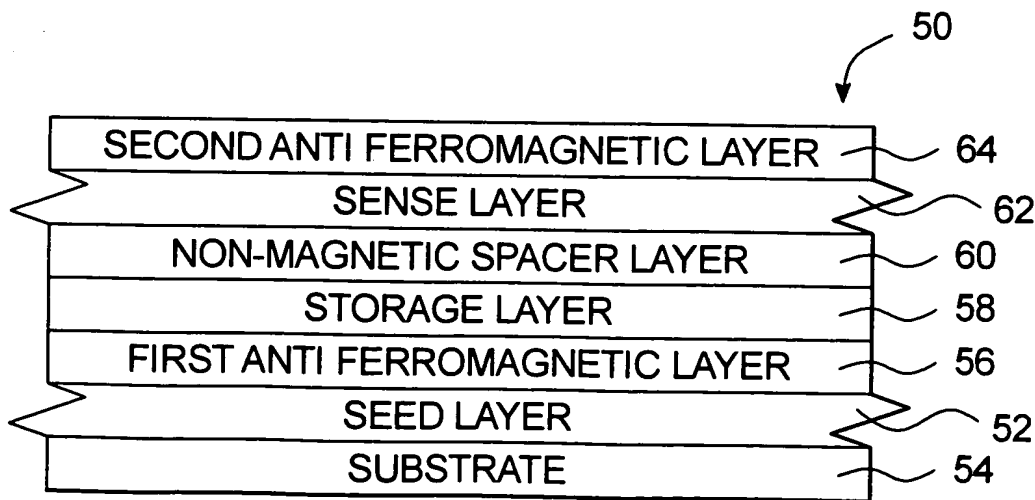 50
SECOND ANTI FERROMAGNETIC LAYER 64
SENSE LAYER 62
NON-MAGNETIC SPACER LAYER 60
STORAGE LAYER 58
FIRST ANTI FERROMAGNETIC LAYER 56
SEED LAYER 52
SUBSTRATE 54